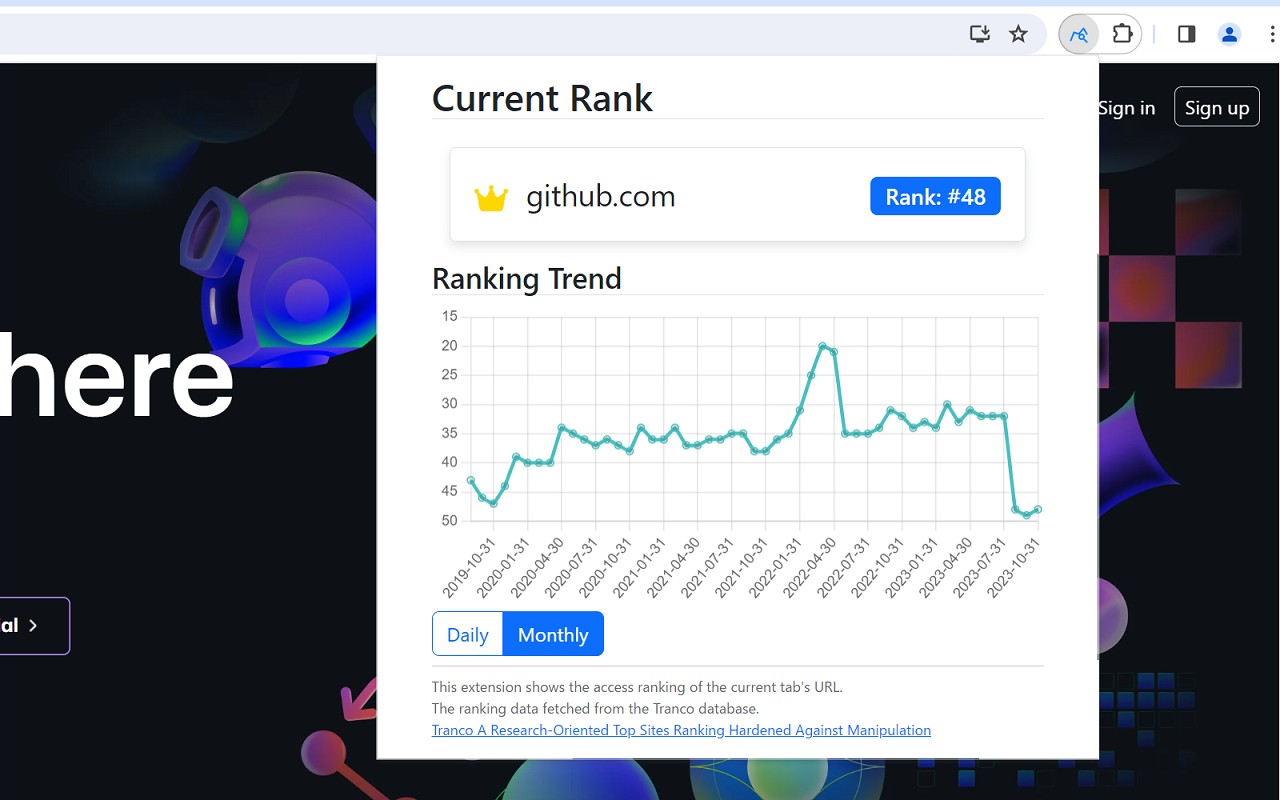 Current Rank
Sign in
Sign up
github.com
Rank: #48
Ranking Trend
15
20
25
30
35
40
45
50
here
2019-10-31
2020-01-31
2020-04-30
2020-07-31
2020-10-31
2021-01-31
2021-04-30
2021-07-31
2021-10-31
2022-01-31
2022-04-30
2022-07-31
2022-10-31
2023-01-31
2023-04-30
2023-07-31
2023-10-31
al
Daily
Monthly
This extension shows the access ranking of the current tab's URL.
The ranking data fetched from the Tranco database.
Tranco A Research-Oriented Top Sites Ranking Hardened Against Manipulation